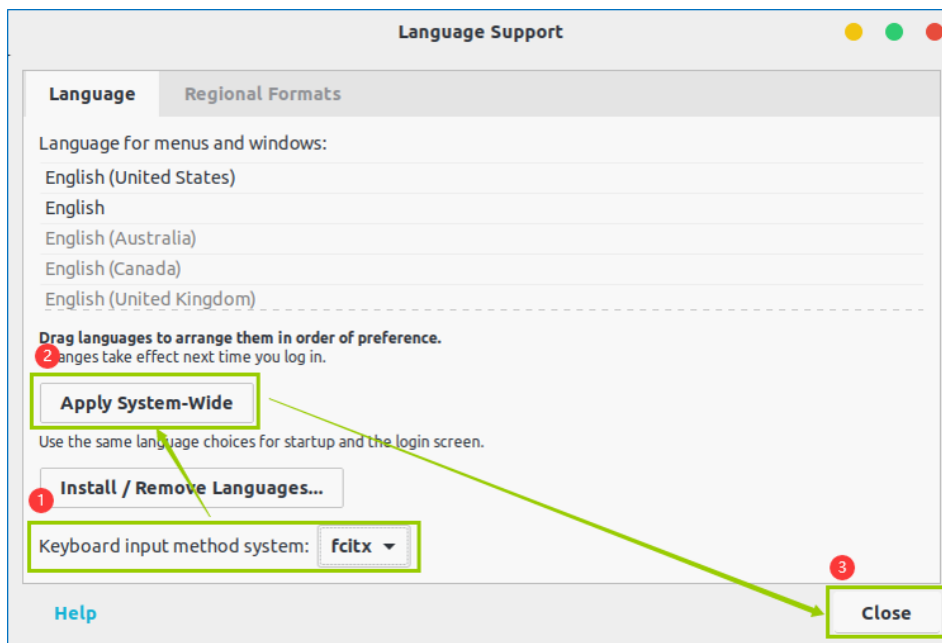 Language Support
Language Regional Formats
Language for menus and windows:
English (United States)
English
English (Australia)
English (Canada)
English (United Kingdom)
Drag languages to arrange them in order of preference.
2 anges take effect next time you log in.
Apply System-Wide
Use the same language choices for startup and the login screen.
Install / Remove Languages...
1
Keyboard input method system: fcitx
3
Help Close